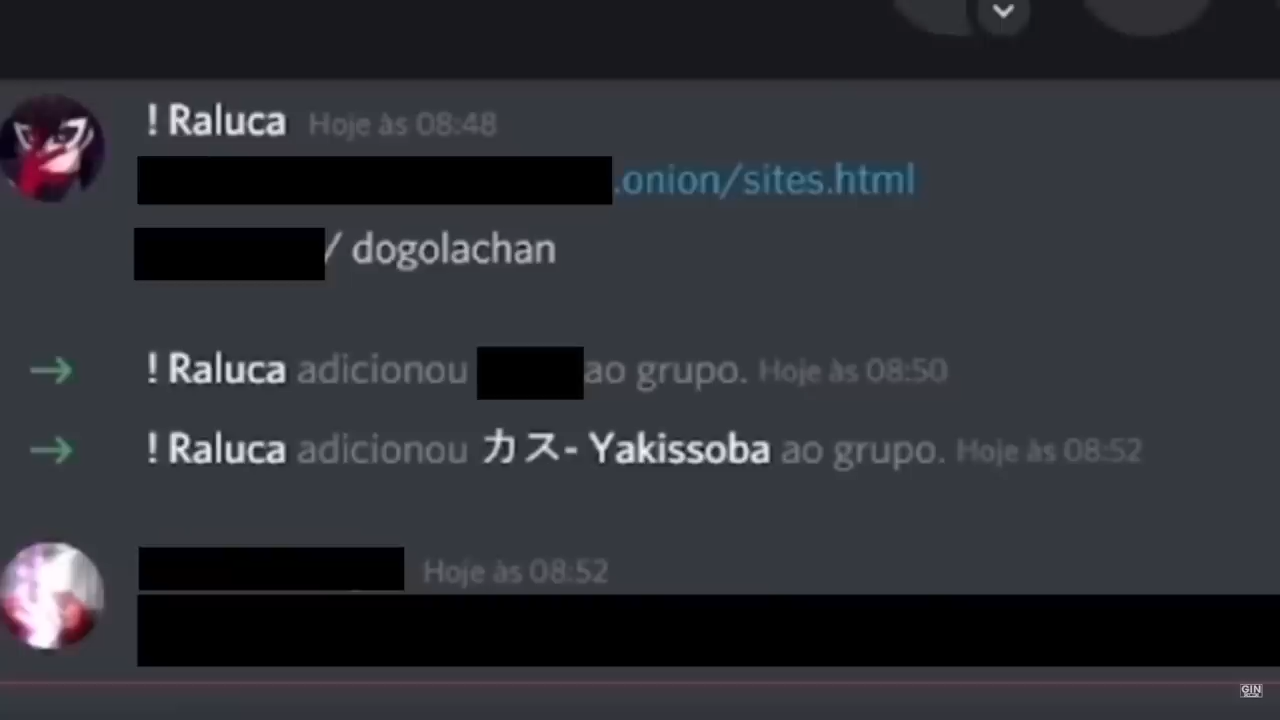 ! Raluca Hoje às 08:48
.onion/sites.html
/ dogolachan
! Raluca adicionou ao grupo. Hoje às 08:50
! Raluca adicionou カス- Yakissoba ao grupo. Hoje às 08:52
Hoje às 08:52
GIN